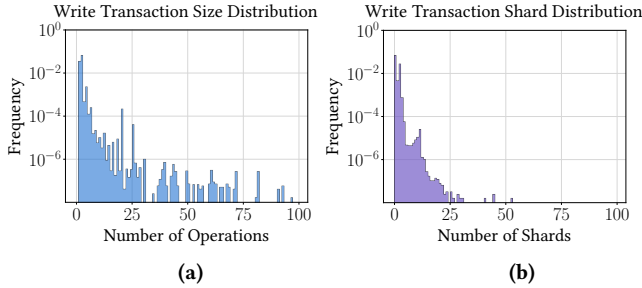 Write Transaction Size Distribution
Frequency
10^0
10^-2
10^-4
10^-6
0 25 50 75 100
Number of Operations
(a)
Write Transaction Shard Distribution
Frequency
10^0
10^-2
10^-4
10^-6
0 25 50 75 100
Number of Shards
(b)